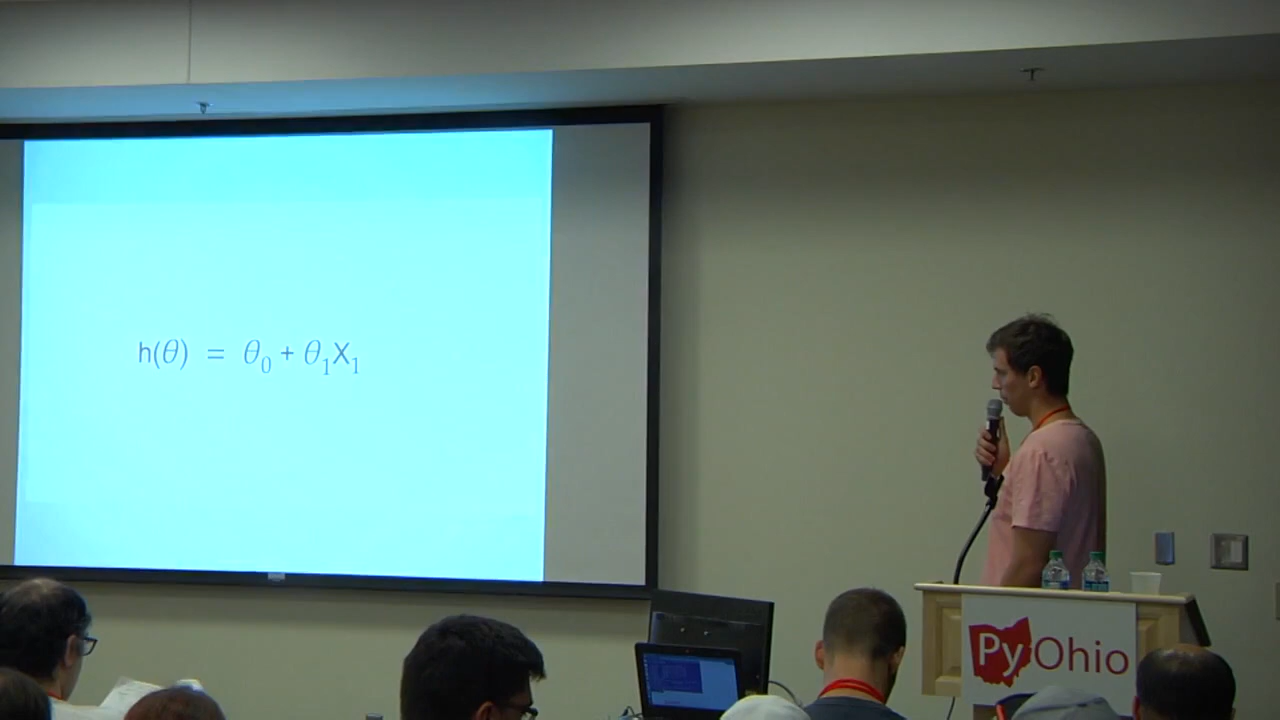 h(θ) = θ₀ + θ₁X₁
PyOhio